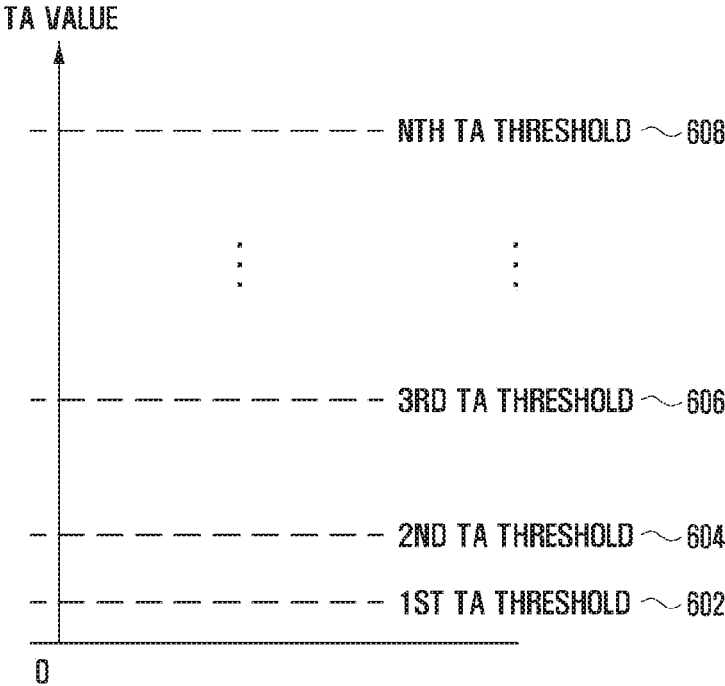 TA VALUE
NTH TA THRESHOLD 608
3RD TA THRESHOLD 606
2ND TA THRESHOLD 604
1ST TA THRESHOLD 602
0